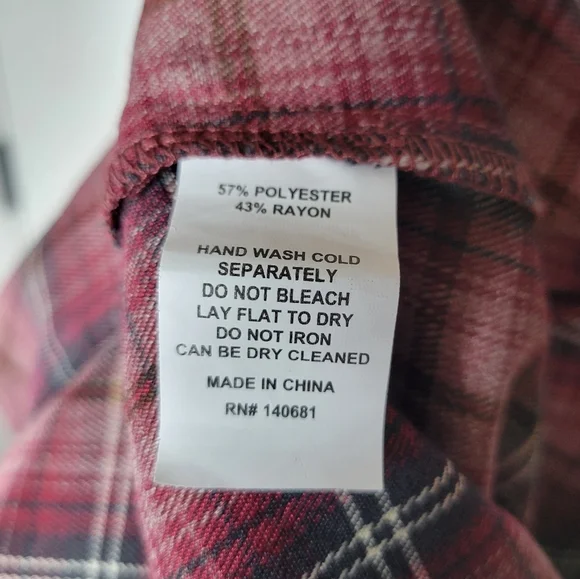 57% POLYESTER
43% RAYON
HAND WASH COLD
SEPARATELY
DO NOT BLEACH
LAY FLAT TO DRY
DO NOT IRON
CAN BE DRY CLEANED
MADE IN CHINA
RN# 140681